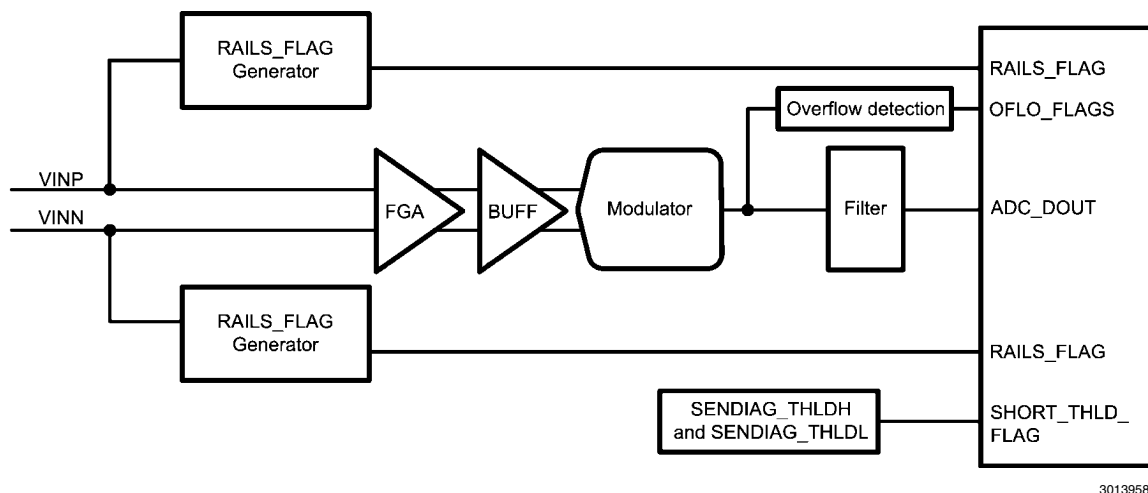 RAILS_FLAG
Generator
RAILS_FLAG
Overflow detection
OFLO_FLAGS
VINP
VINN
FGA
BUFF
Modulator
Filter
ADC_DOUT
RAILS_FLAG
Generator
RAILS_FLAG
SENDIAG_THLDH
and SENDIAG_THLDL
SHORT_THLD_
FLAG
3013958